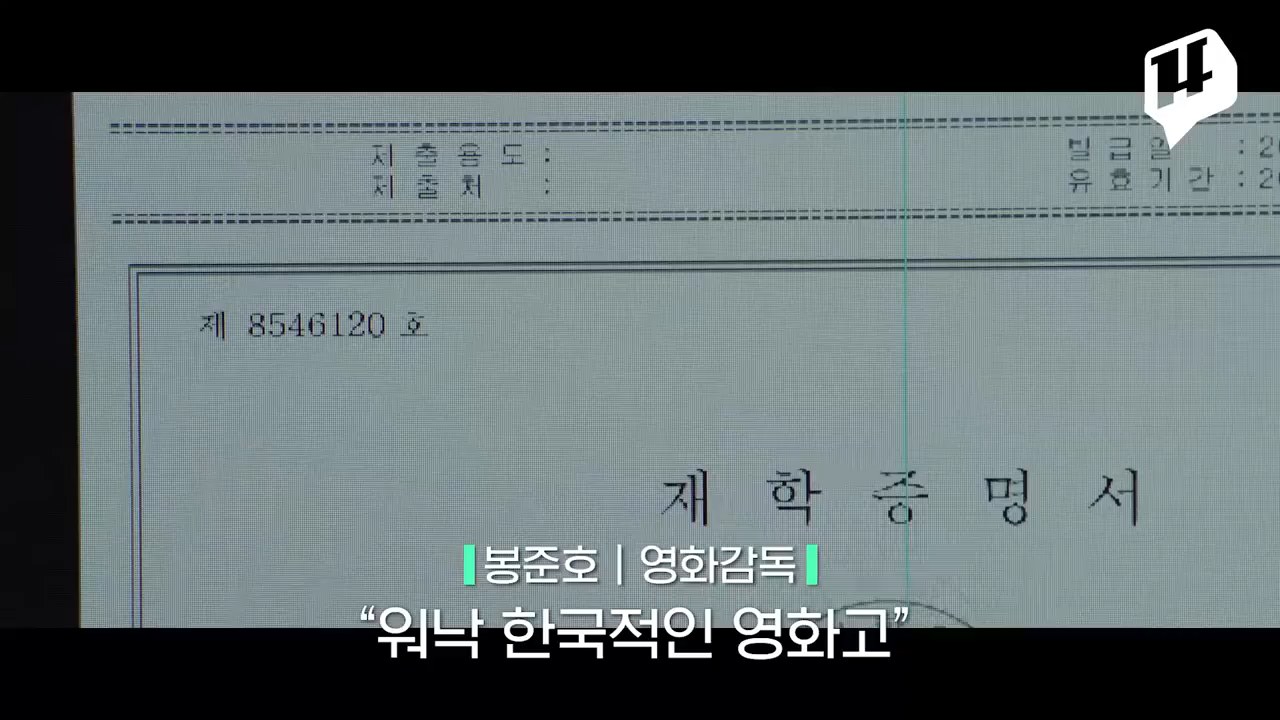 제 출 용 도 :
발 급 일 : 2
제 출 처 :
유 효 기 간 : 2
제 8546120 호
재 학 증 명 서
봉준호 | 영화감독
“워낙 한국적인 영화고”